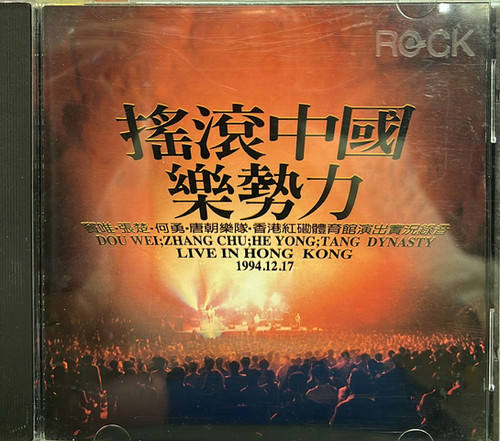 ROCK
搖滾中國
樂勢力
竇唯·張楚·何勇·唐朝樂隊·香港紅磡體育館演出實況錄音
DOU WEI;ZHANG CHU;HE YONG;TANG DYNASTY
LIVE IN HONG KONG
1994.12.17